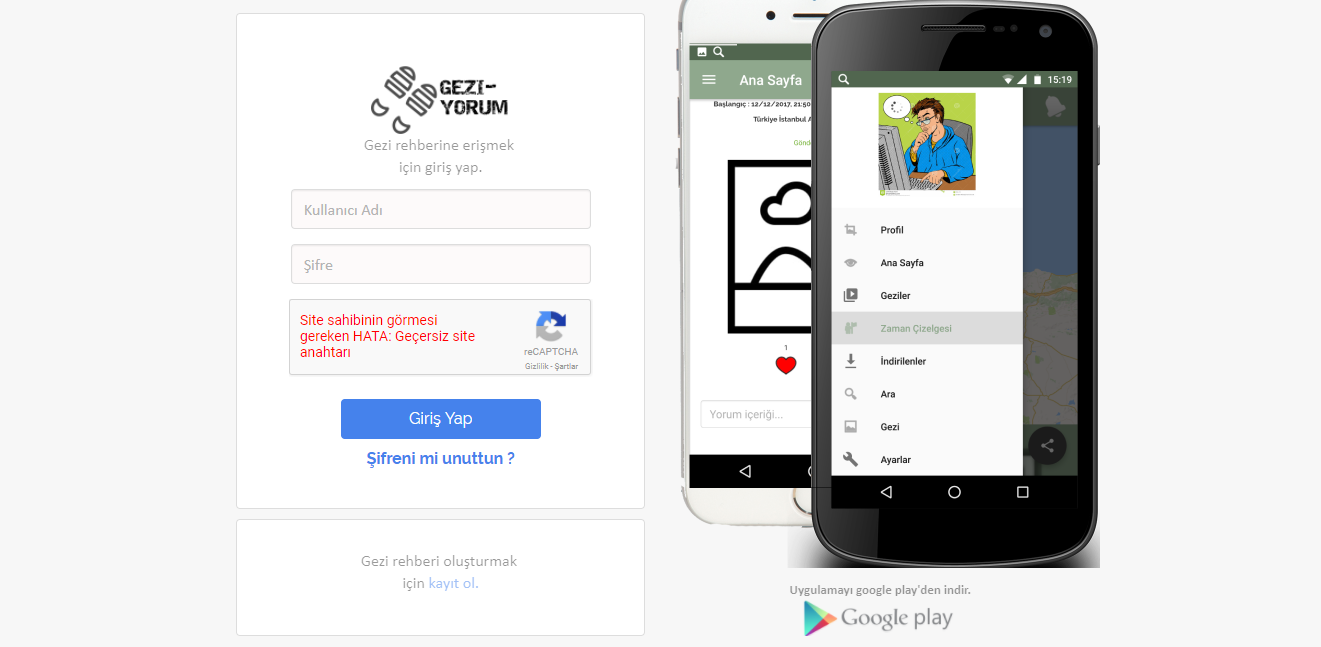 GEZI-
YORUM
Gezi rehberine erişmek
için giriş yap.
Kullanıcı Adı
Şifre
Site sahibinin görmesi
gereken HATA: Geçersiz site
anahtarı
reCAPTCHA
Gizlilik - Şartlar
Giriş Yap
Şifreni mi unuttun ?
Gezi rehberi oluşturmak
için kayıt ol.
Ana Sayfa
Başlangıç : 12/12/2017, 21:50
Türkiye İstanbul
1
Yorum içeriği...
15:19
Profil
Ana Sayfa
Geziler
Zaman Çizelgesi
İndirilenler
Ara
Gezi
Ayarlar
Uygulamayı google play'den indir.
Google play